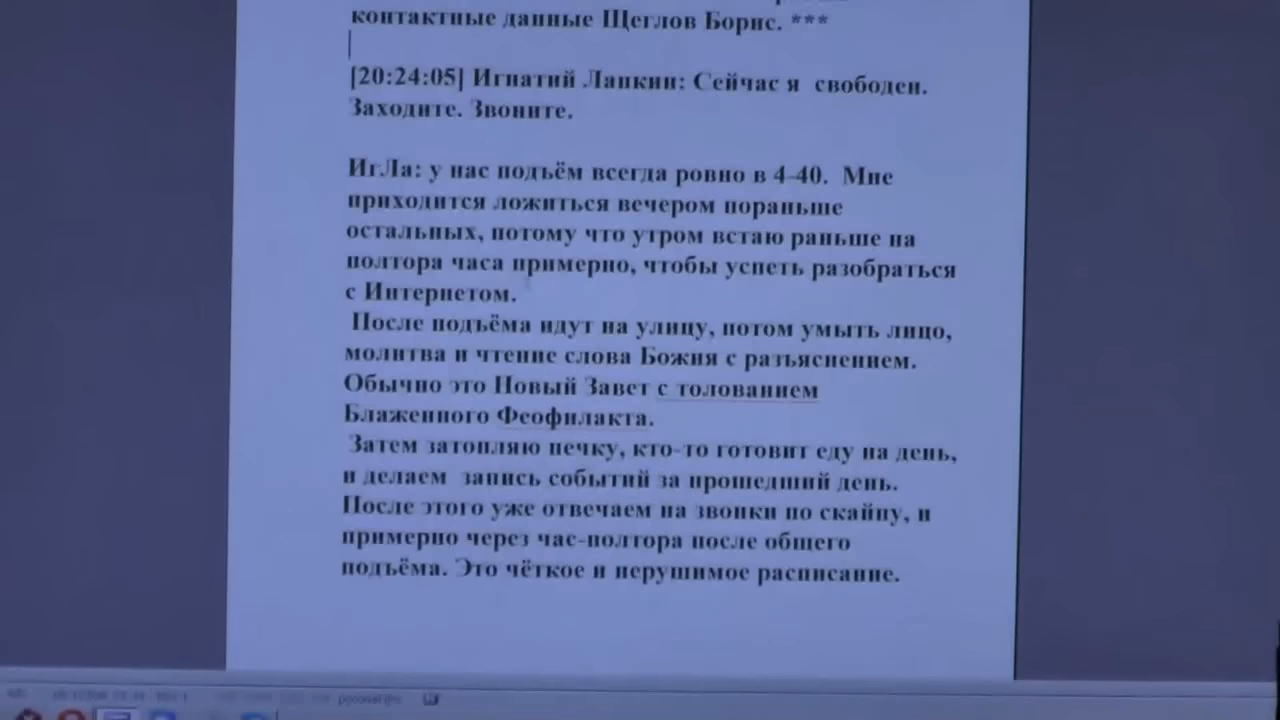 контактные данные Щеглов Борис. ***
[20:24:05] Игнатий Лапкин: Сейчас я свободен.
Заходите. Звоните.
ИгЛа: у нас подъём всегда ровно в 4-40. Мне
приходится ложиться вечером пораньше
остальных, потому что утром встаю раньше на
полтора часа примерно, чтобы успеть разобраться
с Интернетом.
После подъёма идут на улицу, потом умыть лицо,
молитва и чтение слова Божия с разъяснением.
Обычно это Новый Завет с толованием
Блаженного Феофилакта.
Затем затопляю печку, кто-то готовит еду на день,
и делаем запись событий за прошедший день.
После этого уже отвечаем на звонки по скайпу, и
примерно через час-полтора после общего
подъёма. Это чёткое и нерушимое расписание.